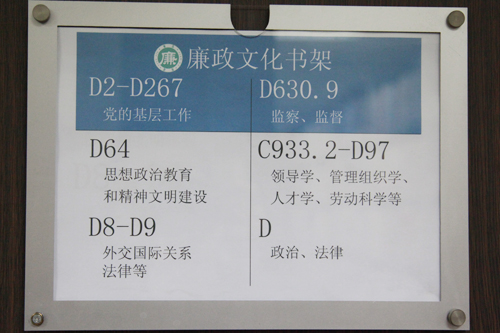 廉 廉政文化书架
D2-D267
党的基层工作
D630.9
监察、监督
D64
思想政治教育
和精神文明建设
C933.2-D97
领导学、管理组织学、
人才学、劳动科学等
D8-D9
外交国际关系
法律等
D
政治、法律